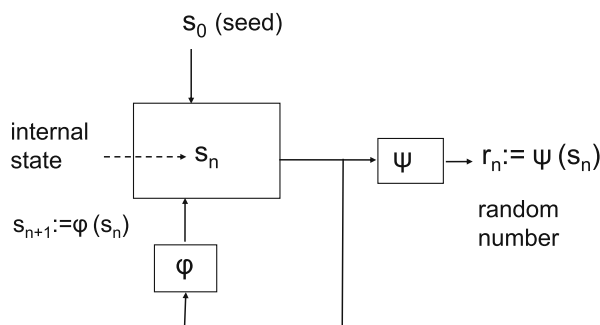 s₀ (seed)
internal
state
sₙ
ψ
rₙ:= ψ (sₙ)
sₙ₊₁:=φ (sₙ)
random
number
φ